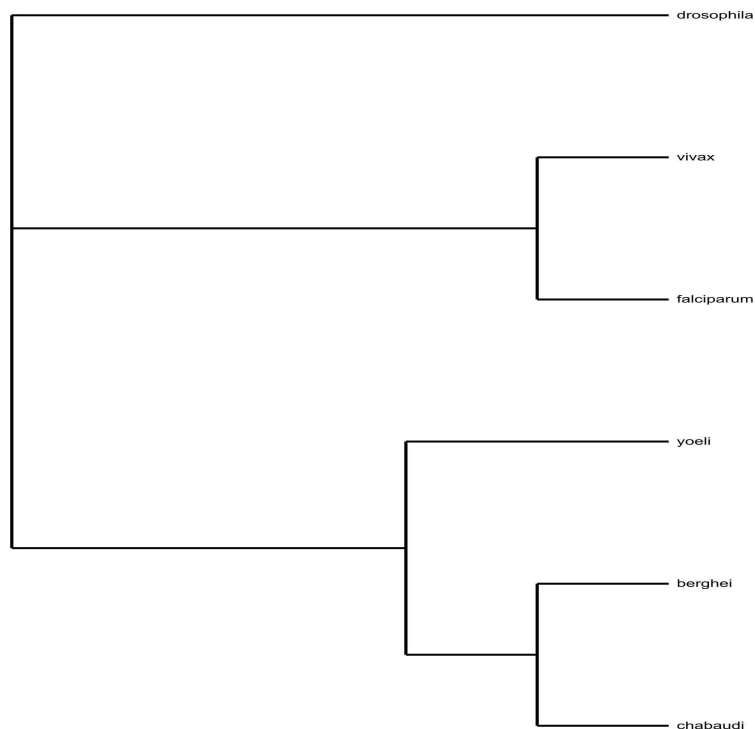 drosophila
vivax
falciparum
yoeli
berghei
chabaudi